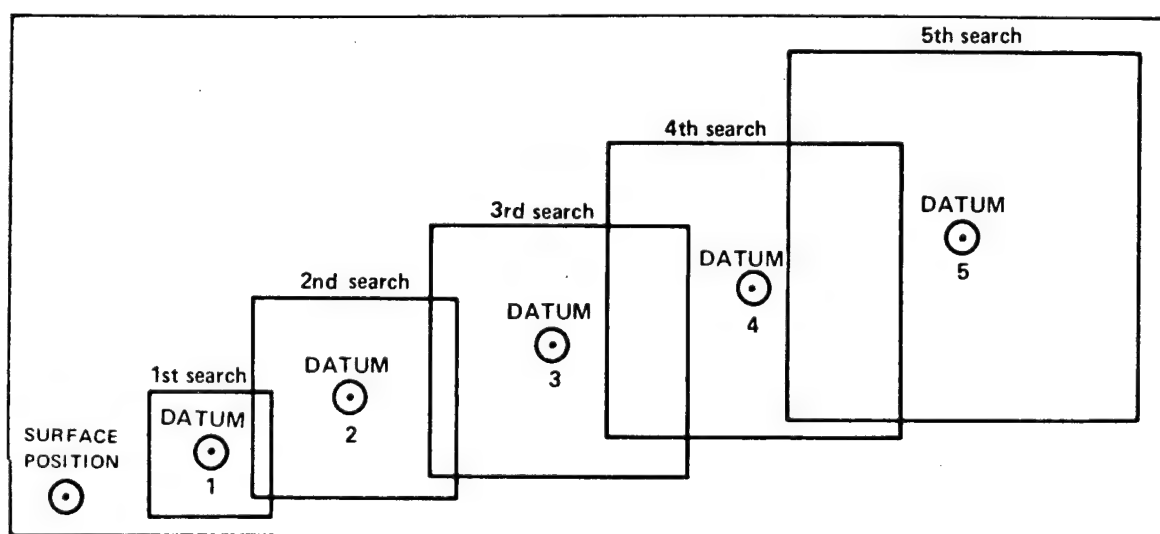 5th search
4th search
DATUM
5
3rd search
DATUM
4
2nd search
DATUM
3
1st search
DATUM
2
DATUM
1
SURFACE
POSITION